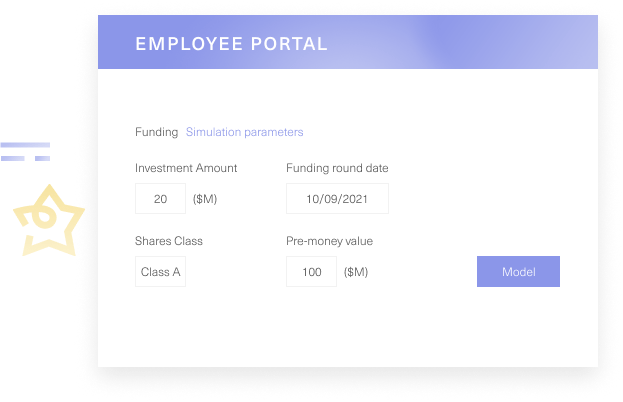 EMPLOYEE PORTAL
Funding Simulation parameters
Investment Amount Funding round date
20 ($M) 10/09/2021
Shares Class Pre-money value
Class A 100 ($M) Model